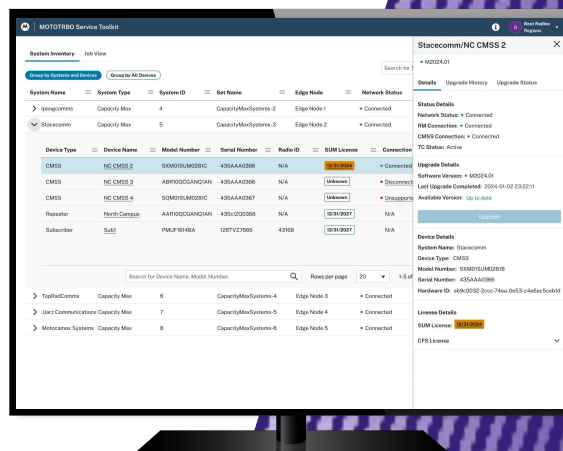 MOTOTRBO Service Toolkit
Best Radios
Regions
System Inventory Job View
Search for S
Group by Systems and Devices Group by All Devices
System Name System Type System ID Set Name Edge Node Network Status
Ipongcomms Capacity Max 4 CapacityMaxSystems-2 Edge Node 1 Connected
Stacecomm Capacity Max 5 CapacityMaxSystems-3 Edge Node 2 Connected
Device Type Device Name Model Number Serial Number Radio ID SUM License Connection
CMSS NC CMSS 2 SXM01SUM0281C 435AAA0366 N/A 12/31/2024 Connected
CMSS NC CMSS 3 ABR10QCGANQ1AN 435AAA0366 N/A Unknown Disconnect
CMSS NC CMSS 4 SQM01SUM0281C 435AAA0367 N/A Unknown Unsupporte
Repeater North Campus AAR10QCGANQ1AN 435cIZQ0368 N/A 12/31/2027 N/A
Subscriber Sub1 PMUF1614BA 126TVZ7866 43168 12/31/2027 N/A
Search for Device Name, Model Number. Rows per page 20 1-5 of
TopRadComms Capacity Max 6 CapacityMaxSystems-4 Edge Node 3 Connected
Jiarz Communications Capacity Max 7 CapacityMaxSystems-5 Edge Node 4 Connected
Motocamax Systems Capacity Max 8 CapacityMaxSystems-6 Edge Node 5 Connected
Stacecomm/NC CMSS 2
M2024.01
Details Upgrade History Upgrade Status
Status Details
Network Status: Connected
RM Connection: Connected
CMSS Connection: Connected
TC Status: Active
Upgrade Details
Software Version: M2024.01
Last Upgrade Completed: 2024-01-02 23:22:11
Available Version: Up to date
Upgrade
Device Details
System Name: Stacecomm
Device Type: CMSS
Model Number: SXM01SUM0281B
Serial Number: 435AAA0366
Hardware ID: ab9c0032-2ccc-74ea-0e53-c4e6ac5ceb1d
License Details
SUM License: 12/31/2024
CFS License